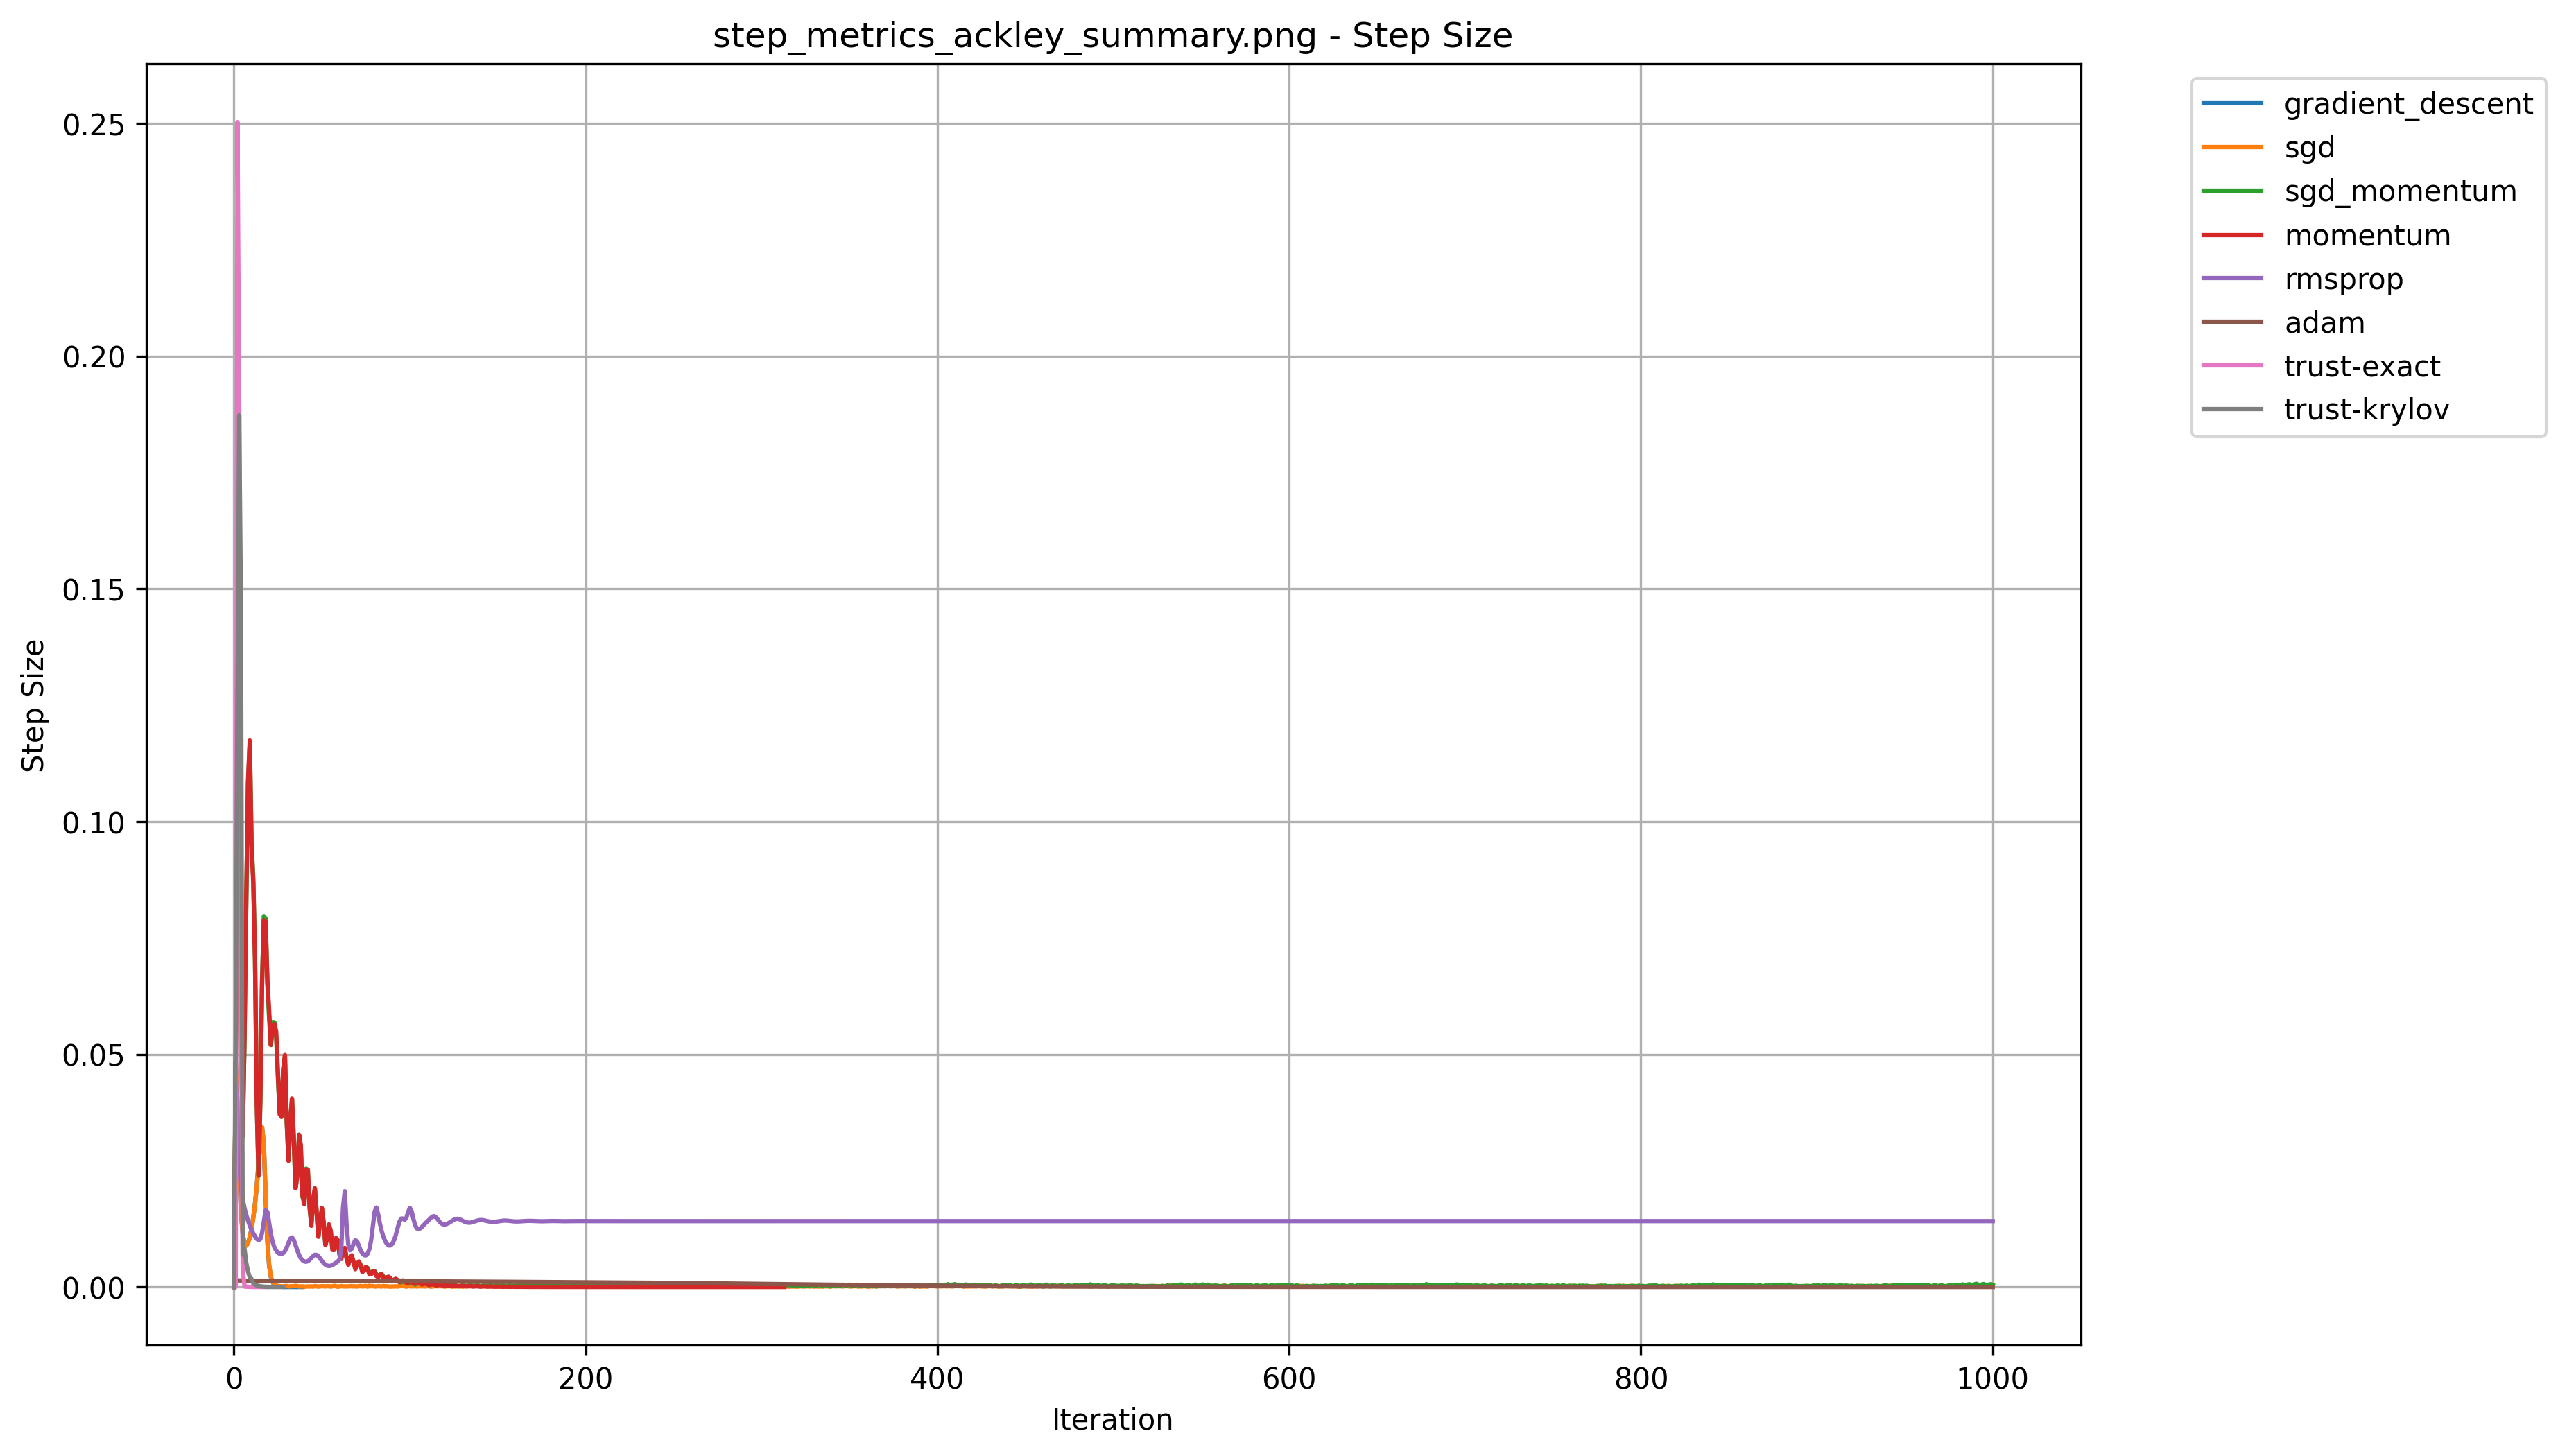 step_metrics_ackley_summary.png - Step Size
gradient_descent
sgd
sgd_momentum
momentum
rmsprop
adam
trust-exact
trust-krylov
0.25
0.20
0.15
0.10
0.05
0.00
Step Size
0
200
400
600
800
1000
Iteration